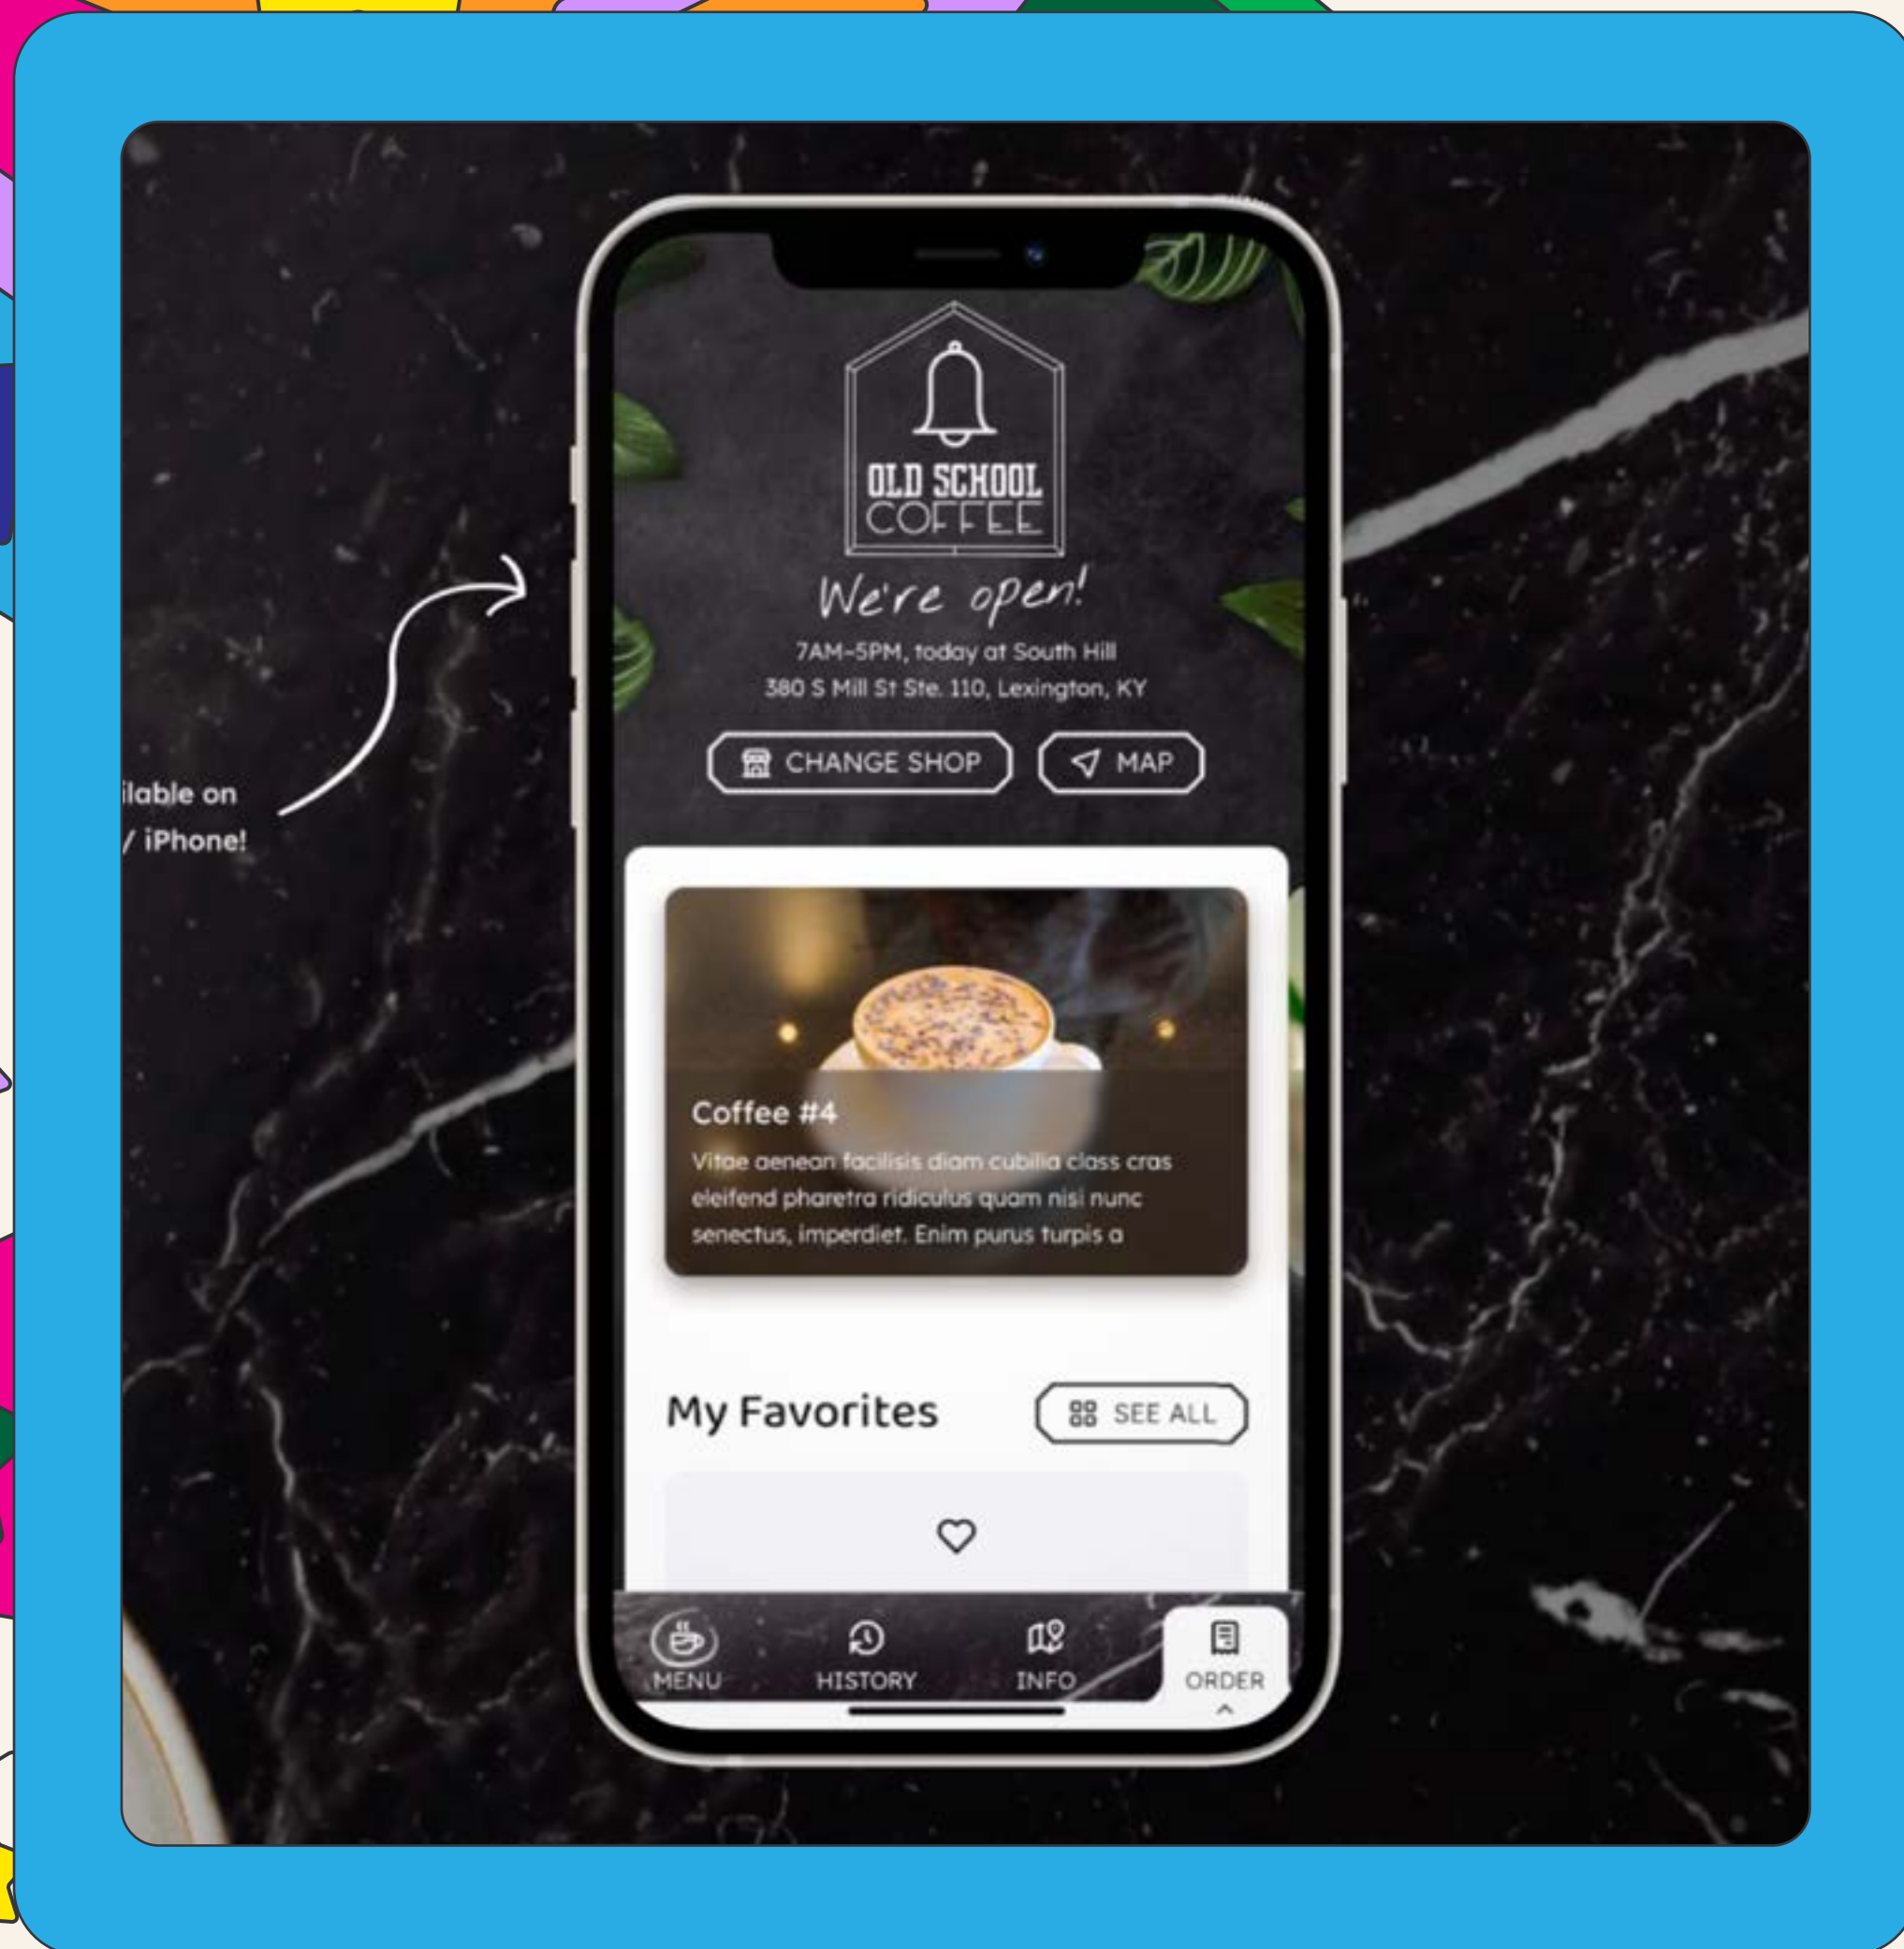 OLD SCHOOL
COFFEE
We're open!
7AM–5PM, today at South Hill
380 S Mill St Ste. 110, Lexington, KY
CHANGE SHOP
MAP
ilable on
/ iPhone!
Coffee #4
Vitae aenean facilisis diam cubilia class cras
eleifend pharetra ridiculus quam nisi nunc
senectus, imperdiet. Enim purus turpis a
My Favorites
SEE ALL
MENU
HISTORY
INFO
ORDER